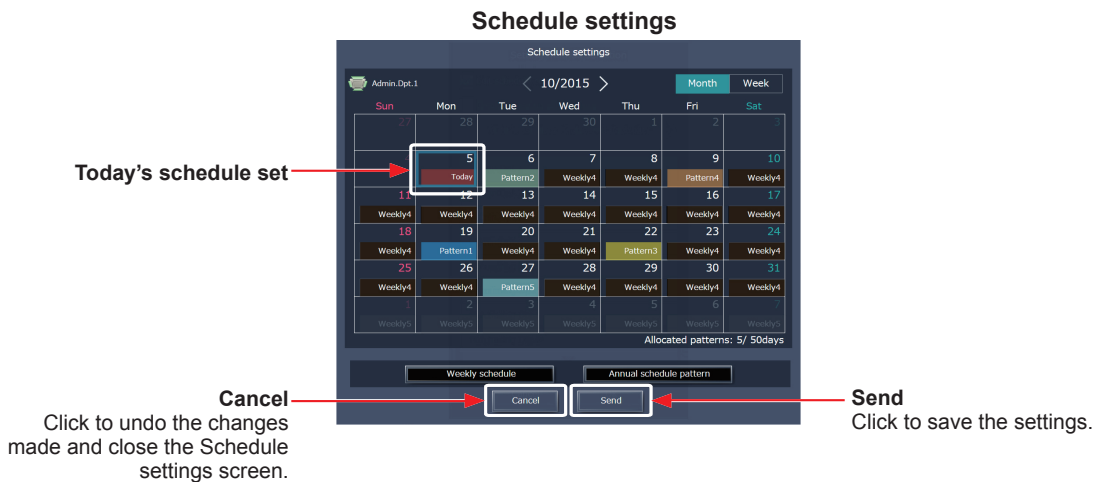 Schedule settings
Schedule settings
Admin.Dpt.1
10/2015
Month Week
Sun Mon Tue Wed Thu Fri Sat
27 28 29 30 1 2 3
5 6 7 8 9 10
Today Pattern2 Weekly4 Weekly4 Pattern4 Weekly4
11 12 13 14 15 16 17
Weekly4 Weekly4 Weekly4 Weekly4 Weekly4 Weekly4 Weekly4
18 19 20 21 22 23 24
Weekly4 Pattern1 Weekly4 Weekly4 Pattern3 Weekly4 Weekly4
25 26 27 28 29 30 31
Weekly4 Weekly4 Pattern5 Weekly4 Weekly4 Weekly4 Weekly4
1 2 3 4 5 6 7
Weekly5 Weekly5 Weekly5 Weekly5 Weekly5 Weekly5 Weekly5
Allocated patterns: 5/ 50days
Weekly schedule Annual schedule pattern
Cancel Send
Today's schedule set
Cancel
Click to undo the changes
made and close the Schedule
settings screen.
Send
Click to save the settings.